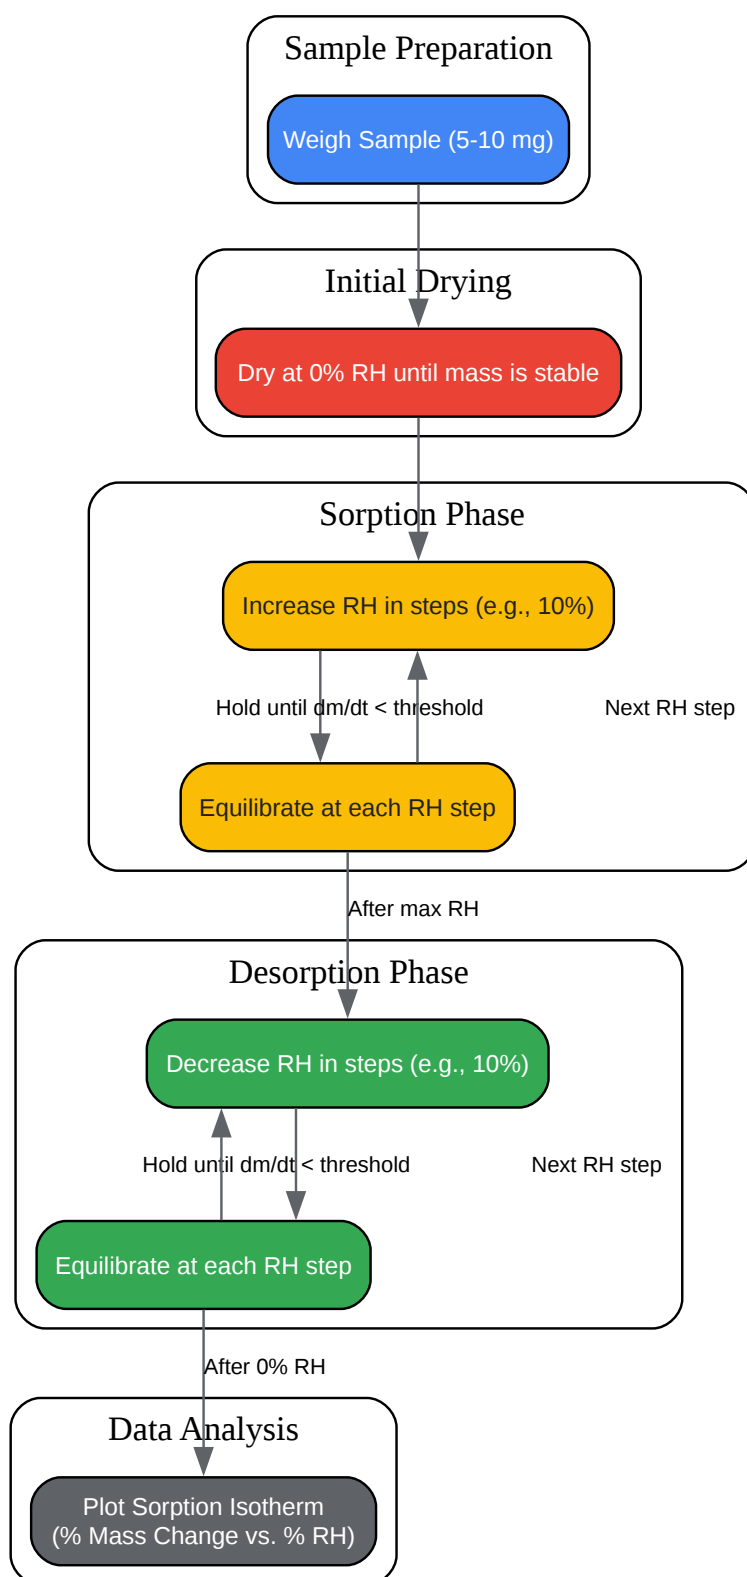 Sample Preparation
Weigh Sample (5-10 mg)
Initial Drying
Dry at 0% RH until mass is stable
Sorption Phase
Increase RH in steps (e.g., 10%)
Hold until dm/dt < threshold
Next RH step
Equilibrate at each RH step
After max RH
Desorption Phase
Decrease RH in steps (e.g., 10%)
Hold until dm/dt < threshold
Next RH step
Equilibrate at each RH step
After 0% RH
Data Analysis
Plot Sorption Isotherm
(% Mass Change vs. % RH)